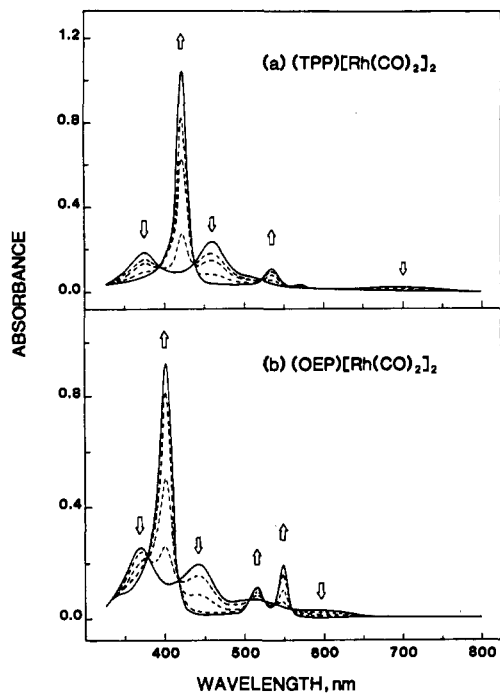 1.2
(a) (TPP)[Rh(CO)₂]₂
0.8
0.4
0.0
ABSORBANCE
(b) (OEP)[Rh(CO)₂]₂
0.8
0.4
0.0
400 500 600 700 800
WAVELENGTH, nm